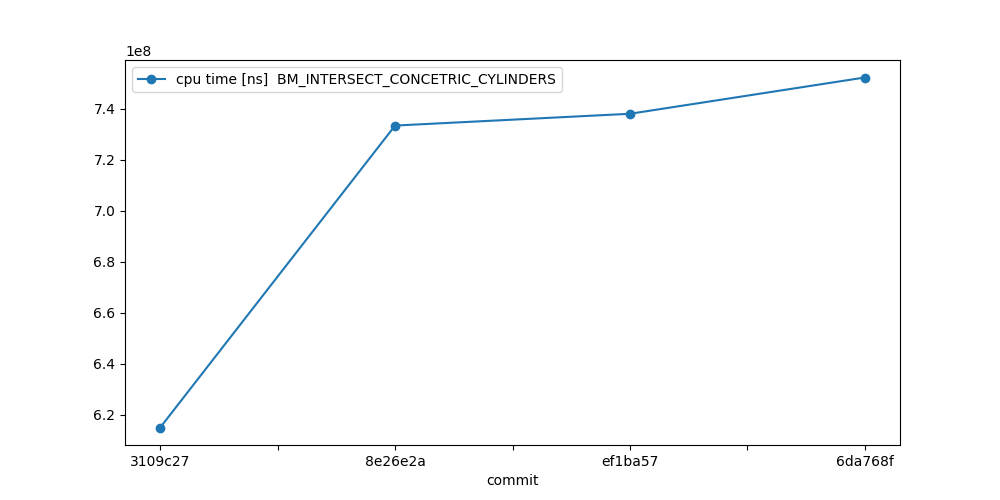 1e8
cpu time [ns]  BM_INTERSECT_CONCETRIC_CYLINDERS
7.4
7.2
7.0
6.8
6.6
6.4
6.2
3109c27 8e26e2a ef1ba57 6da768f
commit